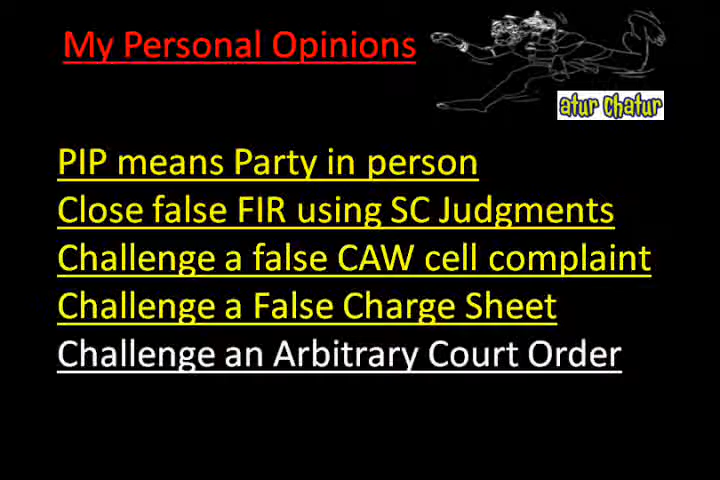 My Personal Opinions
atur chatur
PIP means Party in person
Close false FIR using SC Judgments
Challenge a false CAW cell complaint
Challenge a False Charge Sheet
Challenge an Arbitrary Court Order